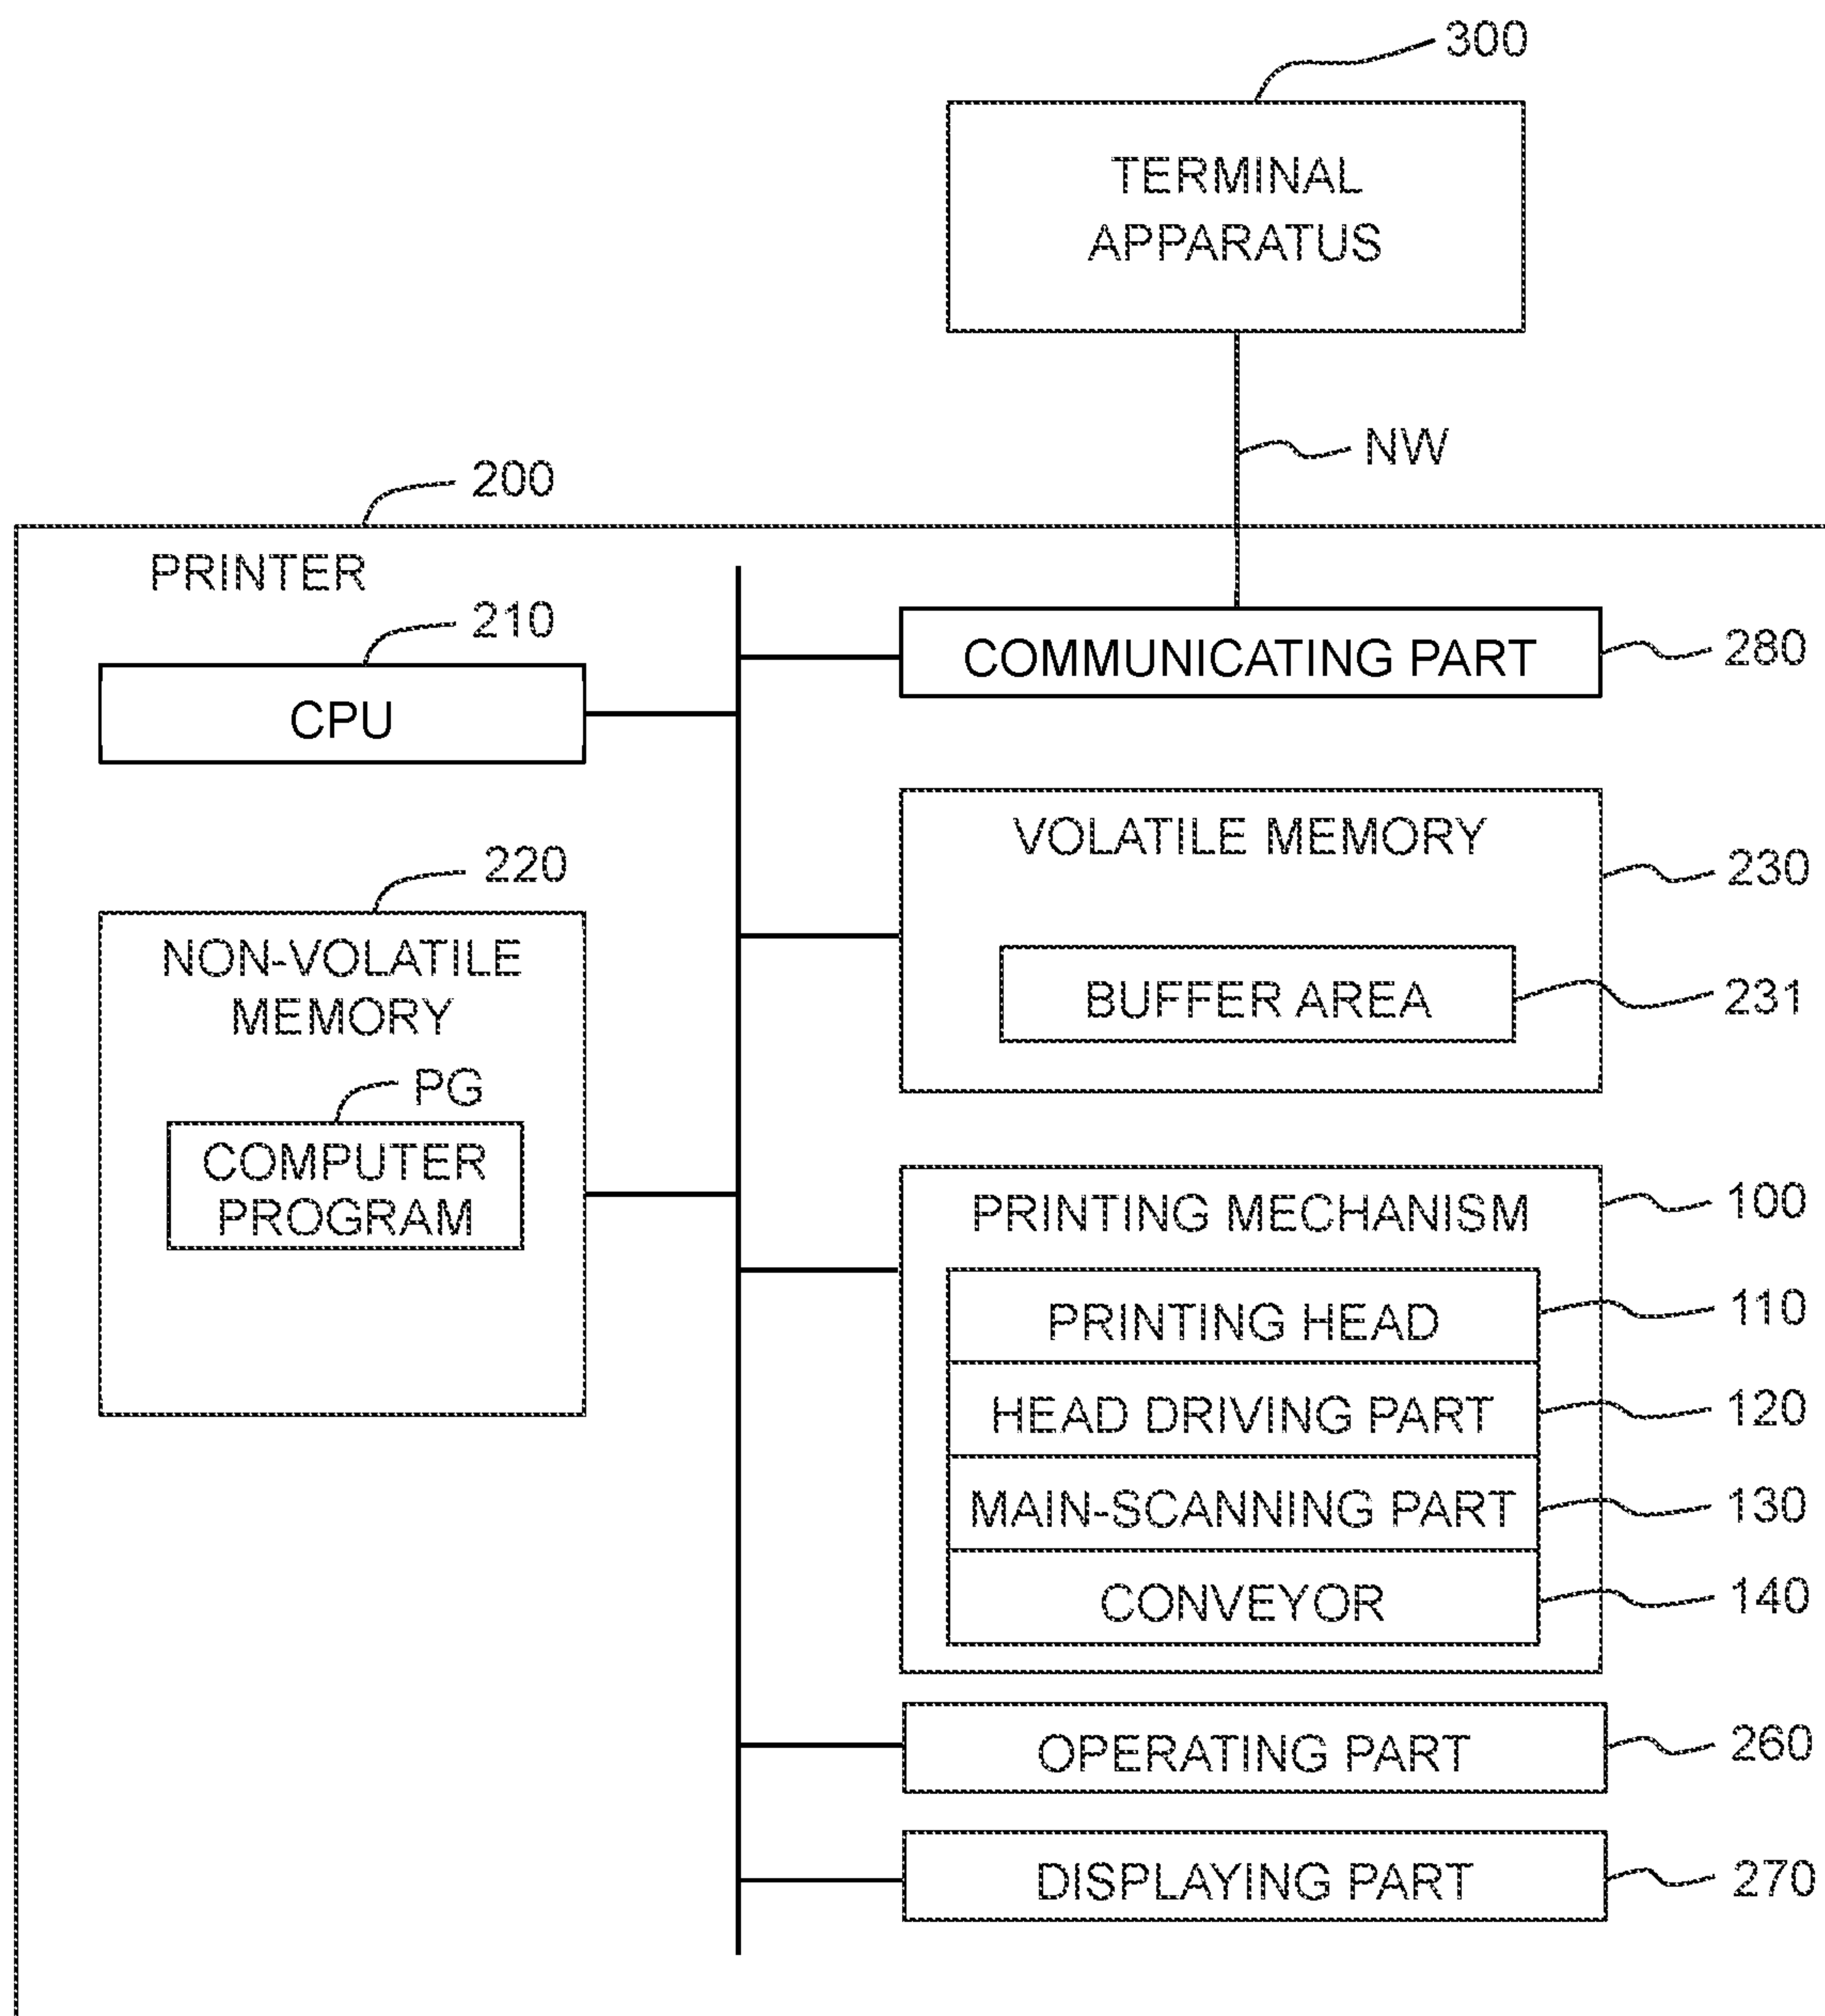 300
TERMINAL
APPARATUS
NW
200
PRINTER
210
CPU
COMMUNICATING PART
280
VOLATILE MEMORY
230
BUFFER AREA
231
220
NON-VOLATILE
MEMORY
PG
COMPUTER
PROGRAM
PRINTING MECHANISM
100
PRINTING HEAD
110
HEAD DRIVING PART
120
MAIN-SCANNING PART
130
CONVEYOR
140
OPERATING PART
260
DISPLAYING PART
270